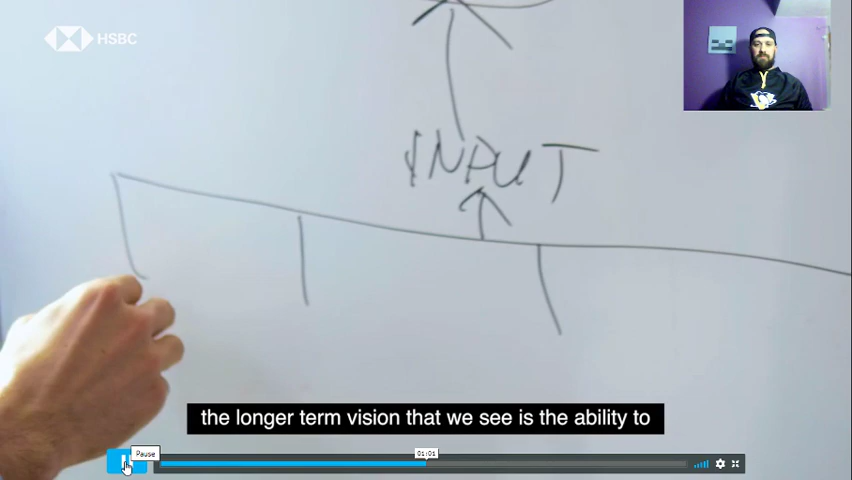 HSBC
INPUT
the longer term vision that we see is the ability to
Pause
01:01